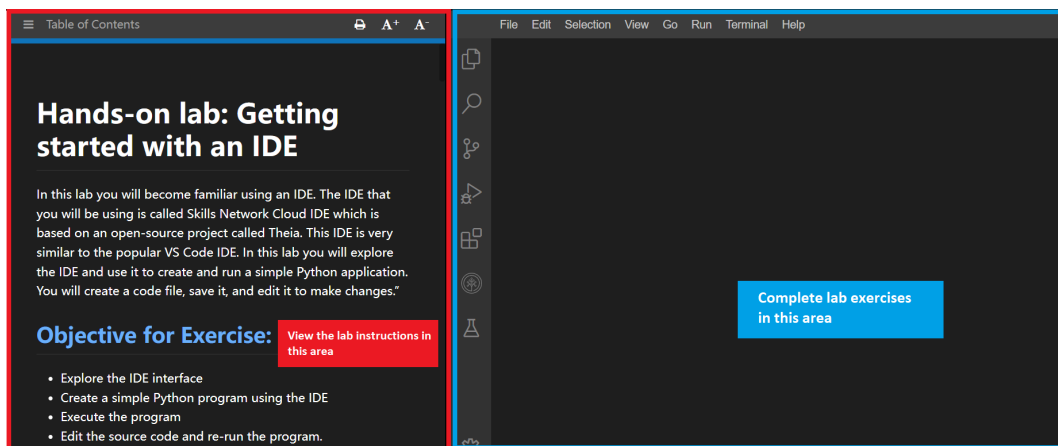 Table of Contents
A+ A-
Hands-on lab: Getting
started with an IDE
In this lab you will become familiar using an IDE. The IDE that
you will be using is called Skills Network Cloud IDE which is
based on an open-source project called Theia. This IDE is very
similar to the popular VS Code IDE. In this lab you will explore
the IDE and use it to create and run a simple Python application.
You will create a code file, save it, and edit it to make changes.”
Objective for Exercise:
View the lab instructions in
this area
• Explore the IDE interface
• Create a simple Python program using the IDE
• Execute the program
• Edit the source code and re-run the program.
File Edit Selection View Go Run Terminal Help
Complete lab exercises
in this area